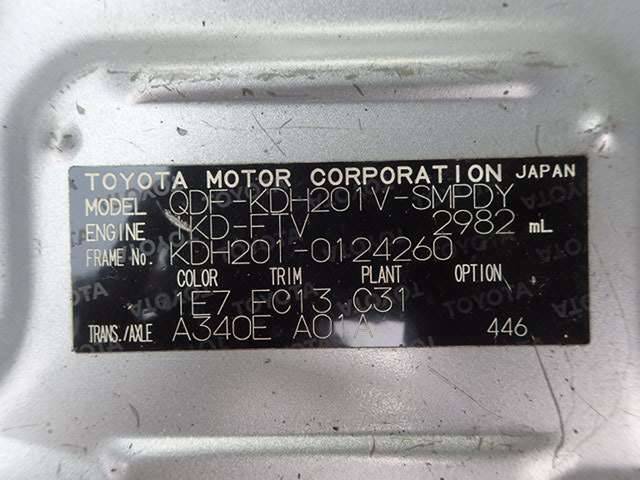 TOYOTA MOTOR CORPORATION JAPAN
MODEL QDF-KDH201V-SMPDY
ENGINE 1KD-FTV 2982 mL
FRAME No. KDH201-0124260
COLOR TRIM PLANT OPTION
1E7 FC13 C31
TRANS./AXLE A340E A01A 446